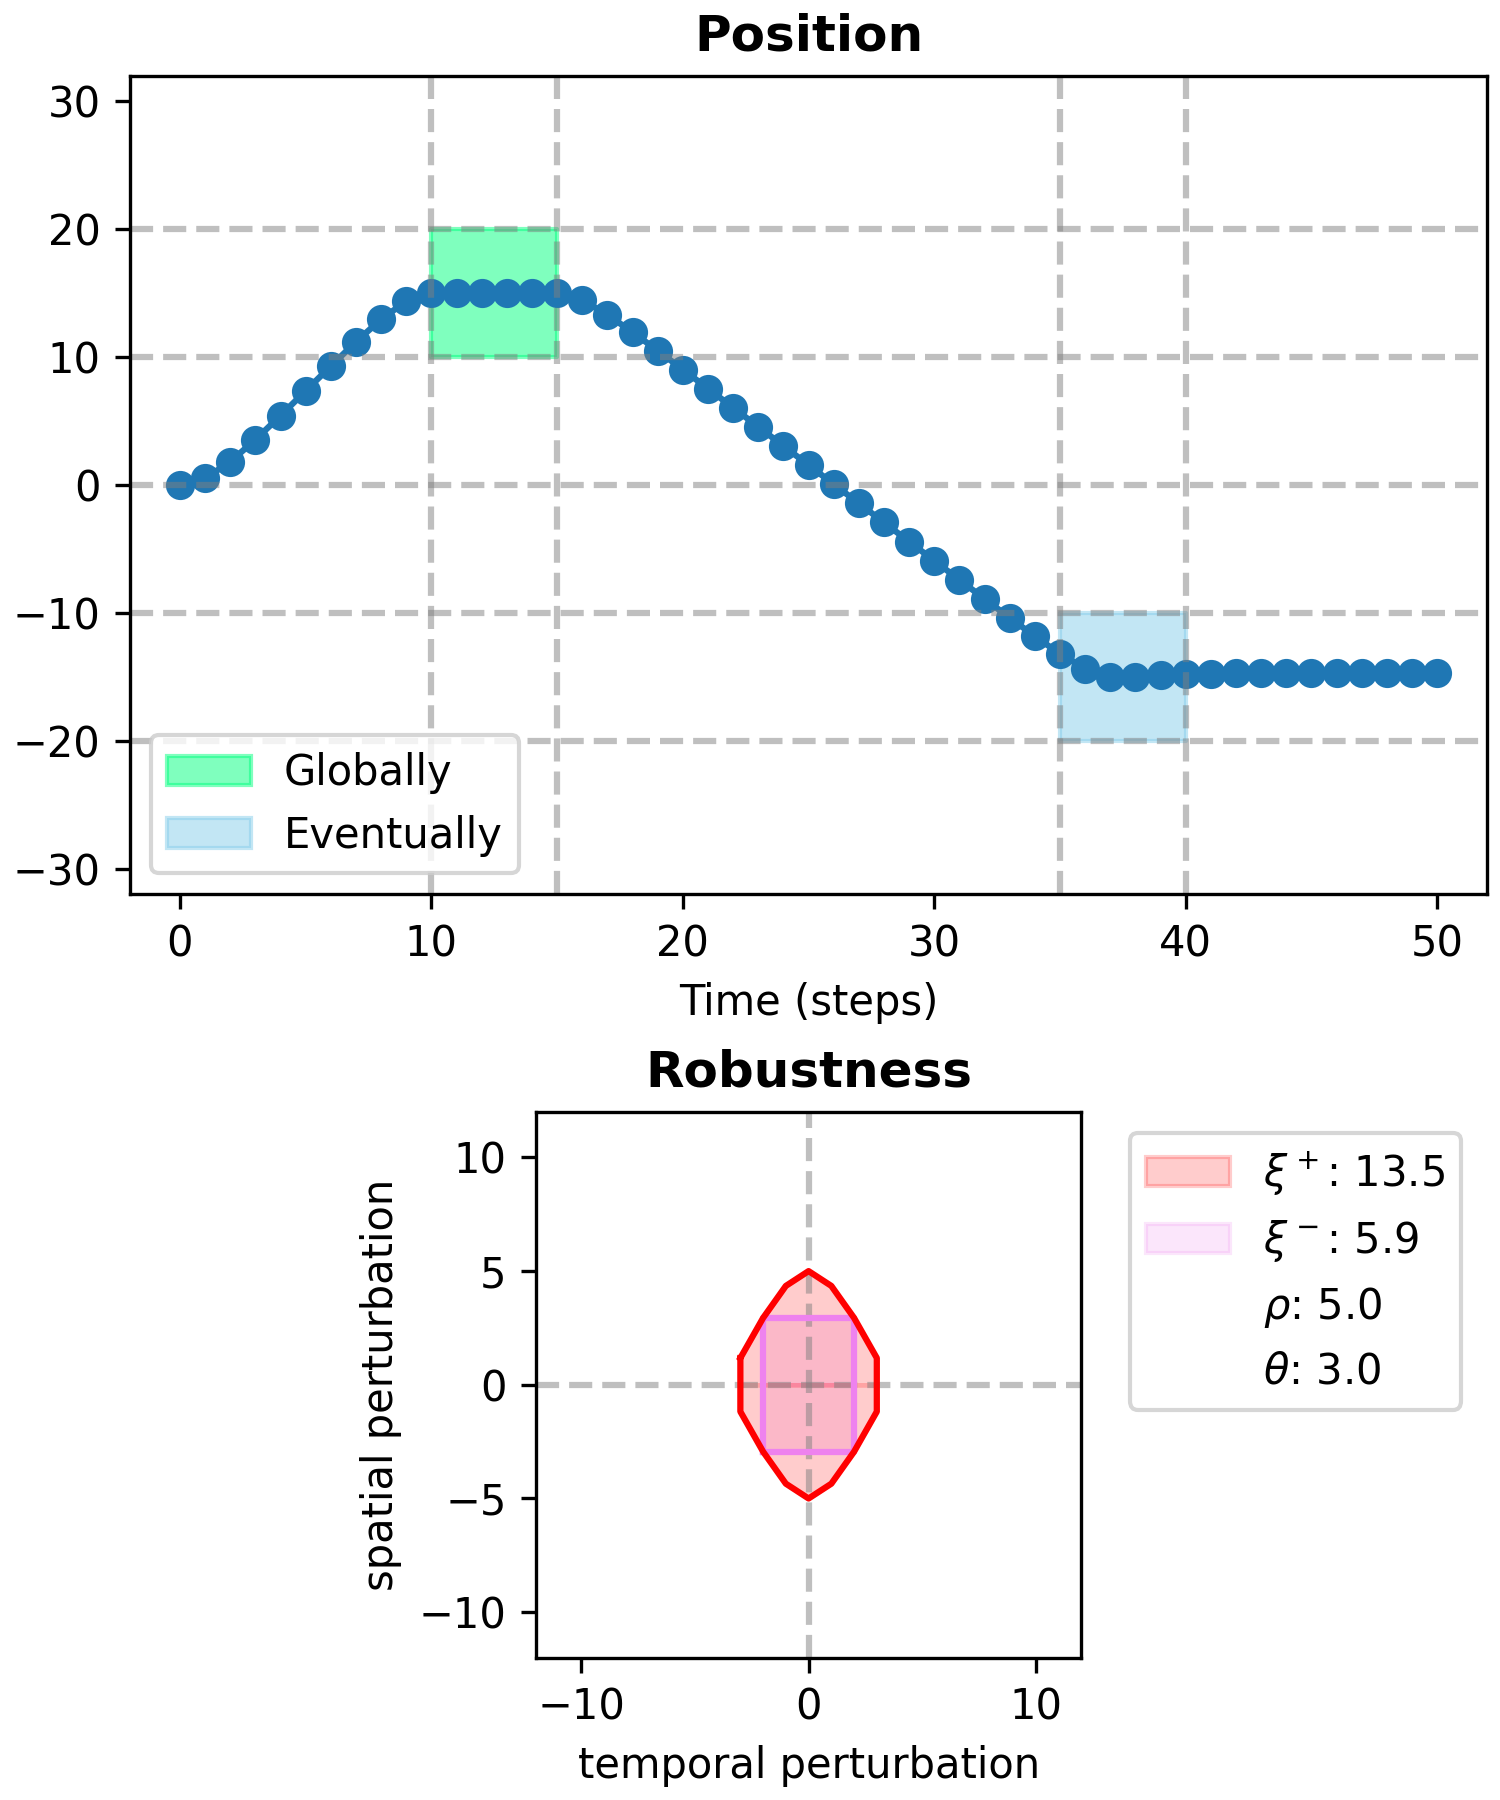 Position
30
20
10
0
−10
−20
−30
Globally
Eventually
0 10 20 30 40 50
Time (steps)
Robustness
spatial perturbation
10
5
0
−5
−10
−10 0 10
temporal perturbation
ξ⁺: 13.5
ξ⁻: 5.9
ρ: 5.0
θ: 3.0